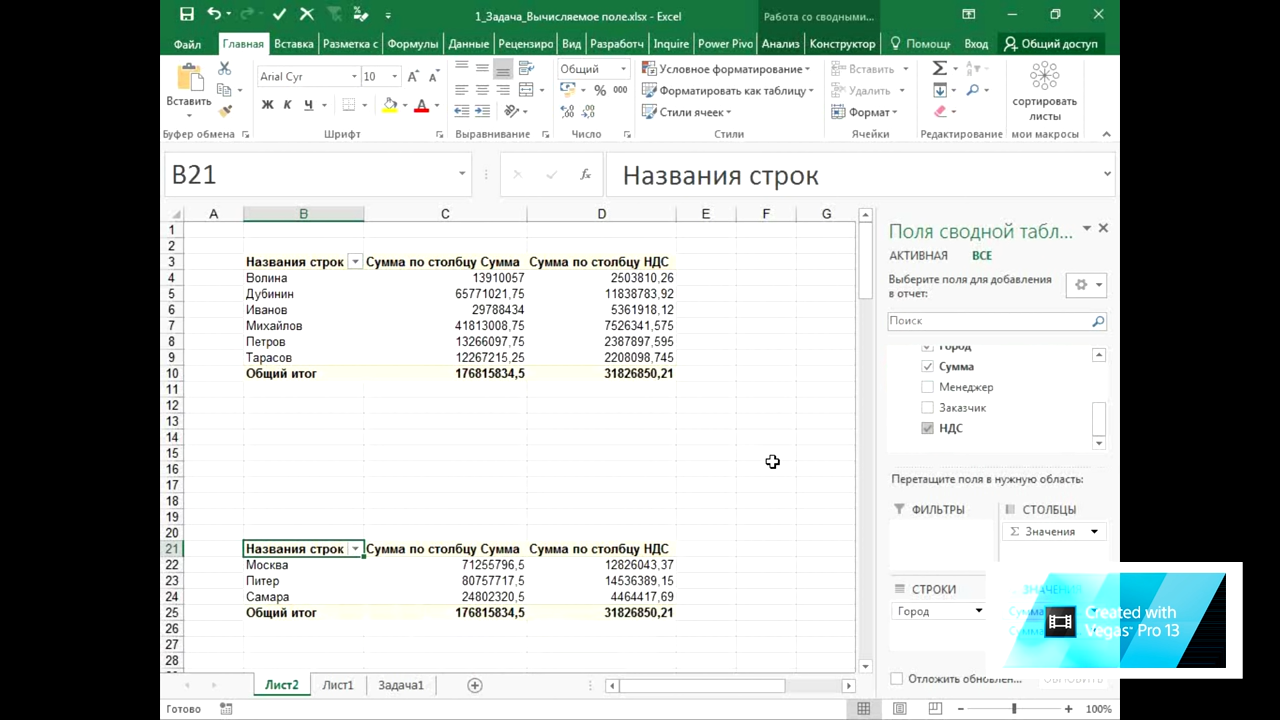 1_Задача_Вычисляемое поле.xlsx - Excel
Работа со сводными...
Файл Главная Вставка Разметка с Формулы Данные Рецензиро Вид Разработч Inquire Power Pivo Анализ Конструктор Помощн Вход Общий доступ
Вставить
Arial Cyr 10
Ж К Ч
Общий
% 000
Условное форматирование
Форматировать как таблицу
Стили ячеек
Вставить
Удалить
Формат
сортировать
листы
Буфер обмена Шрифт Выравнивание Число Стили Ячейки Редактирование мои макросы
B21 fx Названия строк
A B C D E F G
1
2
3 Названия строк Сумма по столбцу Сумма Сумма по столбцу НДС
4 Волина 13910057 2503810,26
5 Дубинин 65771021,75 11838783,92
6 Иванов 29788434 5361918,12
7 Михайлов 41813008,75 7526341,575
8 Петров 13266097,75 2387897,595
9 Тарасов 12267215,25 2208098,745
10 Общий итог 176815834,5 31826850,21
11
12
13
14
15
16
17
18
19
20
21 Названия строк Сумма по столбцу Сумма Сумма по столбцу НДС
22 Москва 71255796,5 12826043,37
23 Питер 80757717,5 14536389,15
24 Самара 24802320,5 4464417,69
25 Общий итог 176815834,5 31826850,21
26
27
28
Поля сводной табл...
АКТИВНАЯ ВСЕ
Выберите поля для добавления
в отчет:
Поиск
Город
Сумма
Менеджер
Заказчик
НДС
Перетащите поля в нужную область:
ФИЛЬТРЫ СТОЛБЦЫ
Σ Значения
СТРОКИ
ЗНАЧЕНИЯ
Город
Сумма
Created with
Vegas™ Pro 13
Отложить обновлен...
ОБНОВИТЬ
Лист2 Лист1 Задача1
Готово
100%